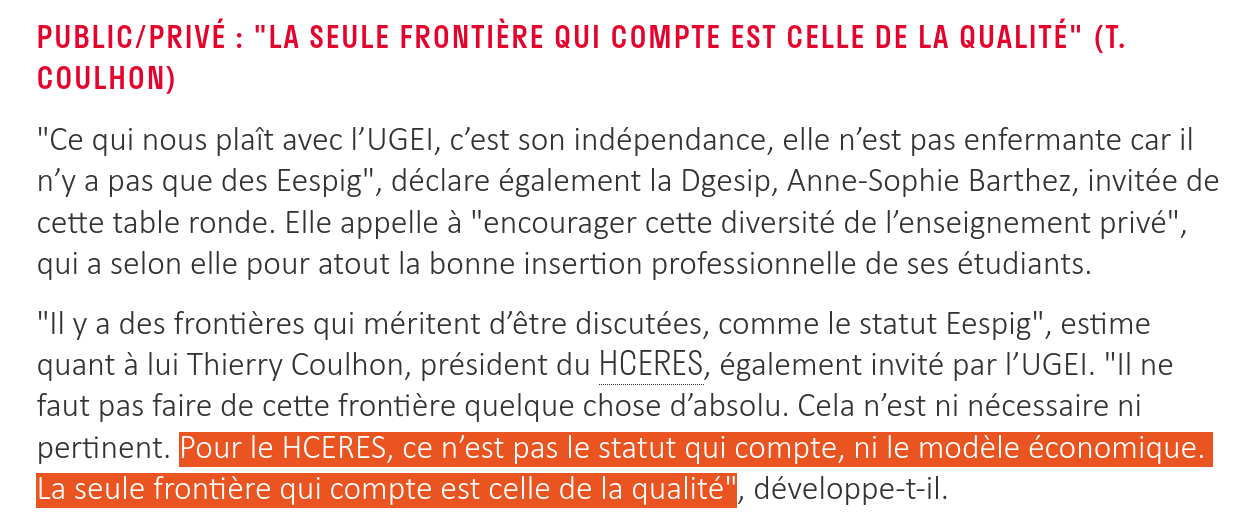 PUBLIC/PRIVÉ : "LA SEULE FRONTIÈRE QUI COMPTE EST CELLE DE LA QUALITÉ" (T.
COULHON)
"Ce qui nous plaît avec l’UGEI, c’est son indépendance, elle n’est pas enfermante car il
n’y a pas que des Eespig", déclare également la Dgesip, Anne-Sophie Barthez, invitée de
cette table ronde. Elle appelle à "encourager cette diversité de l’enseignement privé",
qui a selon elle pour atout la bonne insertion professionnelle de ses étudiants.
"Il y a des frontières qui méritent d’être discutées, comme le statut Eespig", estime
quant à lui Thierry Coulhon, président du HCERES, également invité par l’UGEI. "Il ne
faut pas faire de cette frontière quelque chose d’absolu. Cela n’est ni nécessaire ni
pertinent. Pour le HCERES, ce n’est pas le statut qui compte, ni le modèle économique.
La seule frontière qui compte est celle de la qualité", développe-t-il.